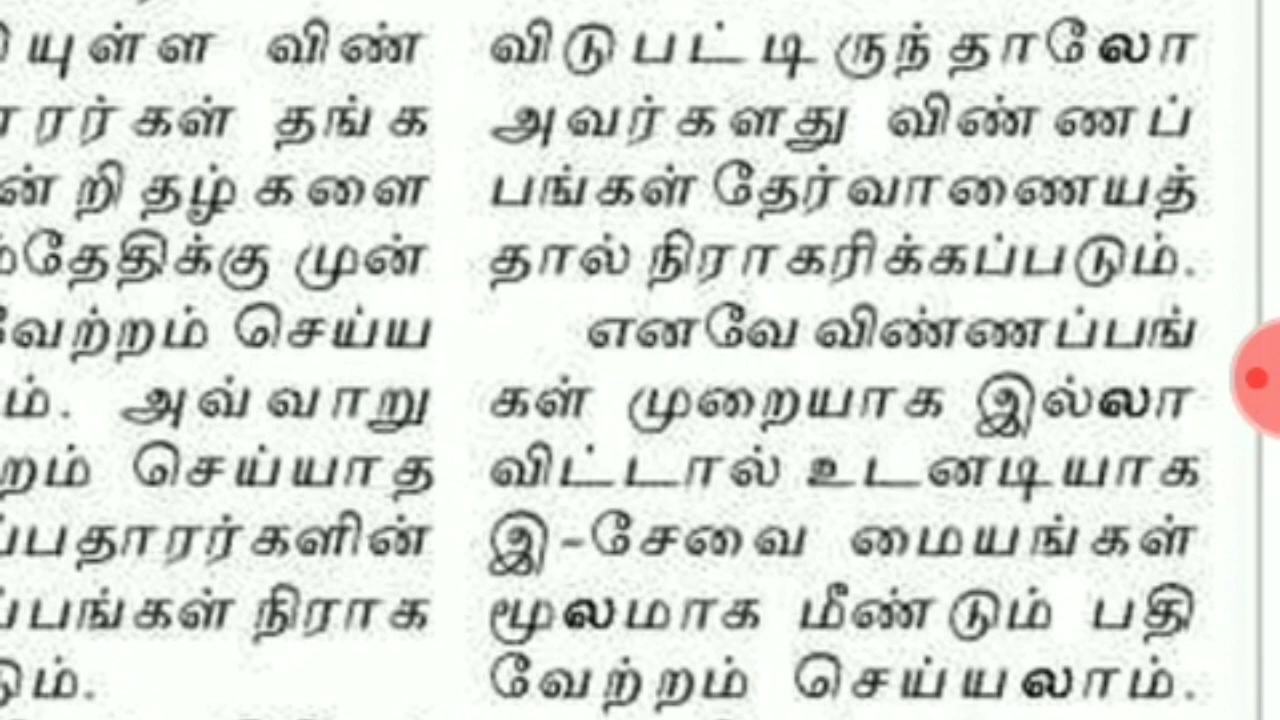 யுள்ள விண்
ரர்கள் தங்க
ன்றிதழ்களை
தேதிக்கு முன்
வேற்றம் செய்ய
ம். அவ்வாறு
றம் செய்யாத
ப்பதாரர்களின்
ப்பங்கள் நிராக
டும்.
விடுபட்டிருந்தாலோ
அவர்களது விண்ணப்
பங்கள் தேர்வாணையத்
தால் நிராகரிக்கப்படும்.
எனவே விண்ணப்பங்
கள் முறையாக இல்லா
விட்டால் உடனடியாக
இ-சேவை மையங்கள்
மூலமாக மீண்டும் பதி
வேற்றம் செய்யலாம்.